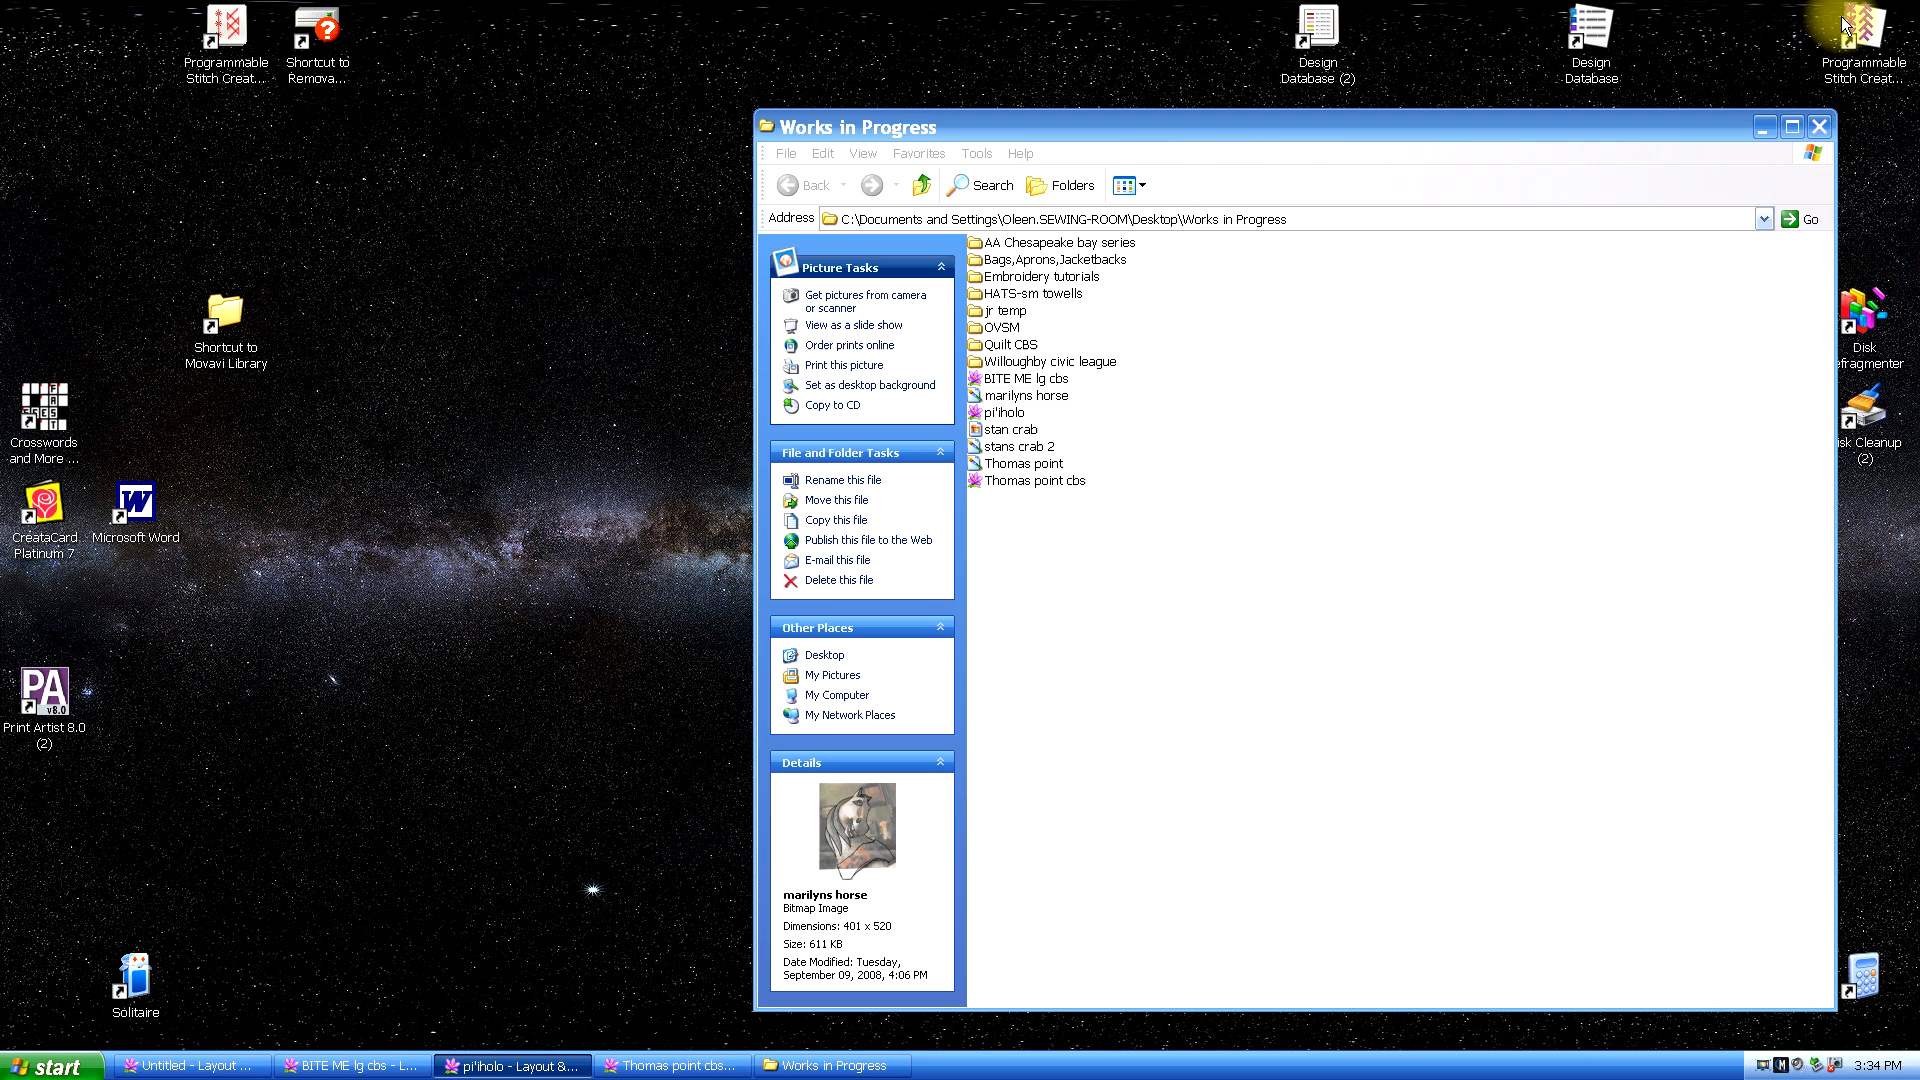 Programmable
Stitch Creat...
Shortcut to
Remova...
Design
Database (2)
Design
Database
Programmable
Stitch Creat...
Works in Progress
File Edit View Favorites Tools Help
Back Search Folders
Address C:\Documents and Settings\Oleen.SEWING-ROOM\Desktop\Works in Progress Go
Picture Tasks
Get pictures from camera
or scanner
View as a slide show
Order prints online
Print this picture
Set as desktop background
Copy to CD
File and Folder Tasks
Rename this file
Move this file
Copy this file
Publish this file to the Web
E-mail this file
Delete this file
Other Places
Desktop
My Pictures
My Computer
My Network Places
Details
marilyns horse
Bitmap Image
Dimensions: 401 x 520
Size: 611 KB
Date Modified: Tuesday,
September 09, 2008, 4:06 PM
AA Chesapeake bay series
Bags,Aprons,Jacketbacks
Embroidery tutorials
HATS-sm towells
jr temp
OVSM
Quilt CBS
Willoughby civic league
BITE ME lg cbs
marilyns horse
pi'iholo
stan crab
stans crab 2
Thomas point
Thomas point cbs
Shortcut to
Movavi Library
Crosswords
and More ...
CreataCard
Platinum 7
W
Microsoft Word
PA
v8.0
Print Artist 8.0
(2)
Solitaire
Disk
efragmenter
isk Cleanup
(2)
start
Untitled - Layout ...
BITE ME lg cbs - L...
pi'iholo - Layout &...
Thomas point cbs...
Works in Progress
3:34 PM